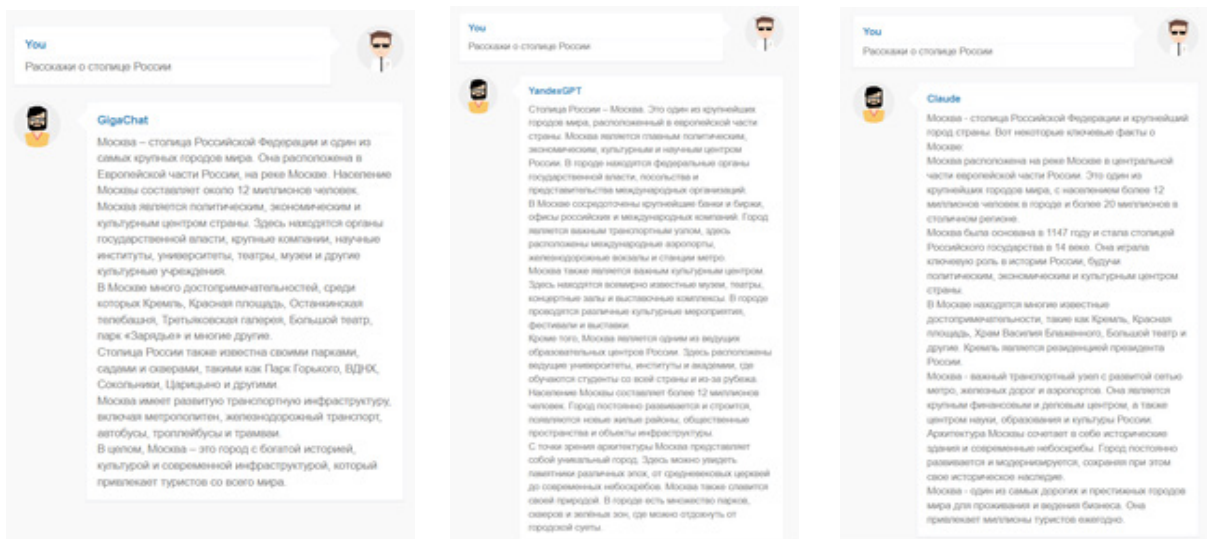 You
Расскажи о столице России
GigaChat
Москва – столица Российской Федерации и один из
самых крупных городов мира. Она расположена в
Европейской части России, на реке Москве. Население
Москвы составляет около 12 миллионов человек.
Москва является политическим, экономическим и
культурным центром страны. Здесь находятся органы
государственной власти, крупные компании, научные
институты, университеты, театры, музеи и другие
культурные учреждения.
В Москве много достопримечательностей, среди
которых Кремль, Красная площадь, Останкинская
телебашня, Третьяковская галерея, Большой театр,
парк «Зарядье» и многие другие.
Столица России также известна своими парками,
садами и скверами, такими как Парк Горького, ВДНХ,
Сокольники, Царицыно и другими.
Москва имеет развитую транспортную инфраструктуру,
включая метрополитен, железнодорожный транспорт,
автобусы, троллейбусы и трамваи.
В целом, Москва – это город с богатой историей,
культурой и современной инфраструктурой, который
привлекает туристов со всего мира.
You
Расскажи о столице России
YandexGPT
Столица России – Москва. Это один из крупнейших
городов мира, расположенный в европейской части
страны. Москва является главным политическим,
экономическим, культурным и научным центром
России. В городе находятся федеральные органы
государственной власти, посольства и
представительства международных организаций.
В Москве сосредоточены крупнейшие банки и биржи,
офисы российских и международных компаний. Город
является важным транспортным узлом, здесь
расположены международные аэропорты,
железнодорожные вокзалы и станции метро.
Москва также является важным культурным центром.
Здесь находятся всемирно известные музеи, театры,
концертные залы и выставочные комплексы. В городе
проводятся различные культурные мероприятия,
фестивали и выставки.
Кроме того, Москва является одним из ведущих
образовательных центров России. Здесь расположены
ведущие университеты, институты и академии, где
обучаются студенты со всей страны и из-за рубежа.
Население Москвы составляет более 12 миллионов
человек. Город постоянно развивается и строится,
появляются новые жилые районы, общественные
пространства и объекты инфраструктуры.
С точки зрения архитектуры Москва представляет
собой уникальный город. Здесь можно увидеть
памятники различных эпох, от средневековых церквей
до современных небоскрёбов. Москва также славится
своей природой. В городе есть множество парков,
скверов и зелёных зон, где можно отдохнуть от
городской суеты.
You
Расскажи о столице России
Claude
Москва - столица Российской Федерации и крупнейший
город страны. Вот некоторые ключевые факты о
Москве:
Москва расположена на реке Москве в центральной
части европейской части России. Это один из
крупнейших городов мира, с населением более 12
миллионов человек в городе и более 20 миллионов в
столичном регионе.
Москва была основана в 1147 году и стала столицей
Российского государства в 14 веке. Она играла
ключевую роль в истории России, будучи
политическим, экономическим и культурным центром
страны.
В Москве находятся многие известные
достопримечательности, такие как Кремль, Красная
площадь, Храм Василия Блаженного, Большой театр и
другие. Кремль является резиденцией президента
России.
Москва - важный транспортный узел с развитой сетью
метро, железных дорог и аэропортов. Она является
крупным финансовым и деловым центром, а также
центром науки, образования и культуры России.
Архитектура Москвы сочетает в себе исторические
здания и современные небоскребы. Город постоянно
развивается и модернизируется, сохраняя при этом
свое историческое наследие.
Москва - один из самых дорогих и престижных городов
мира для проживания и ведения бизнеса. Она
привлекает миллионы туристов ежегодно.